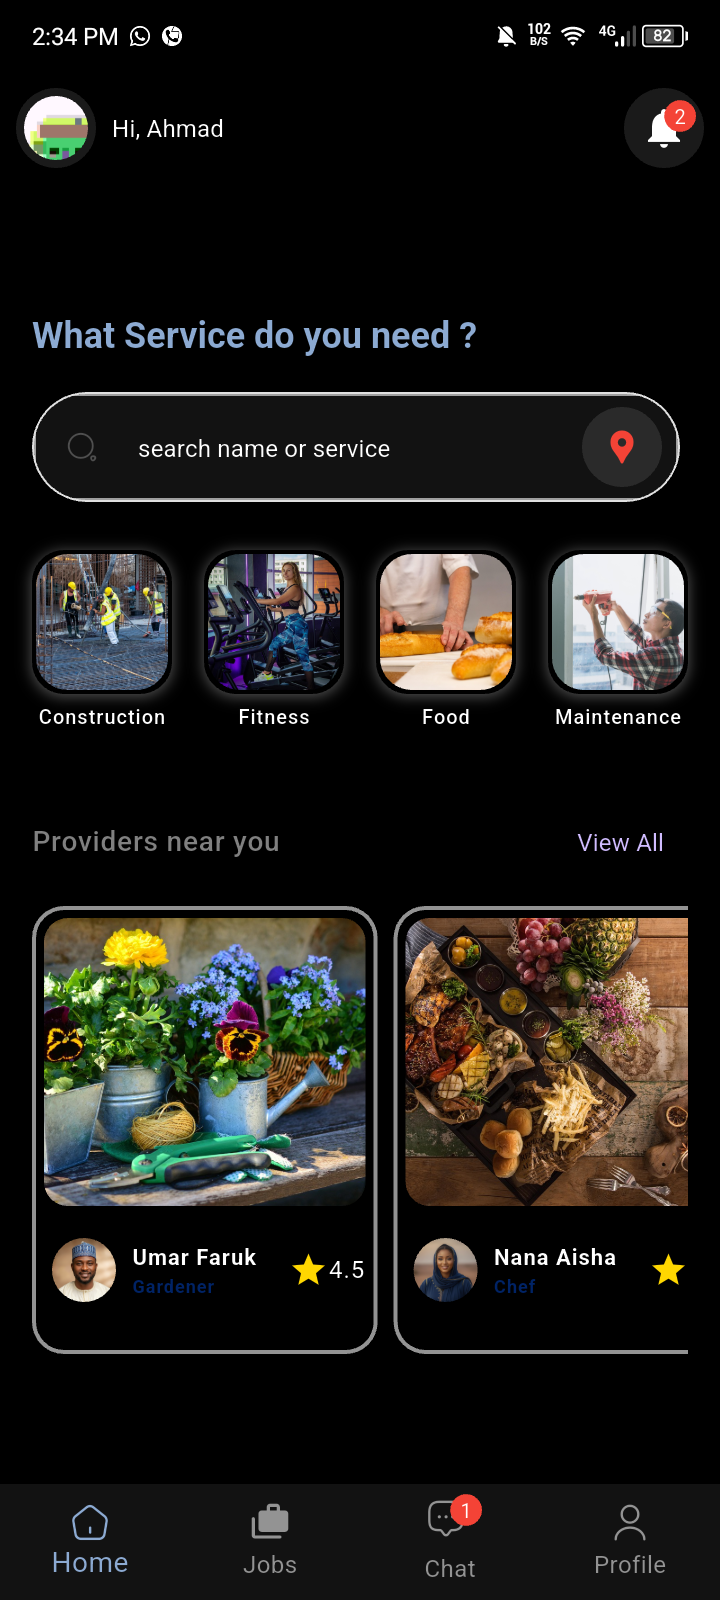 2:34 PM
102
B/S
4G
82
Hi, Ahmad
2
What Service do you need ?
search name or service
Construction
Fitness
Food
Maintenance
Providers near you
View All
Umar Faruk
4.5
Gardener
Nana Aisha
Chef
Home
Jobs
1
Chat
Profile